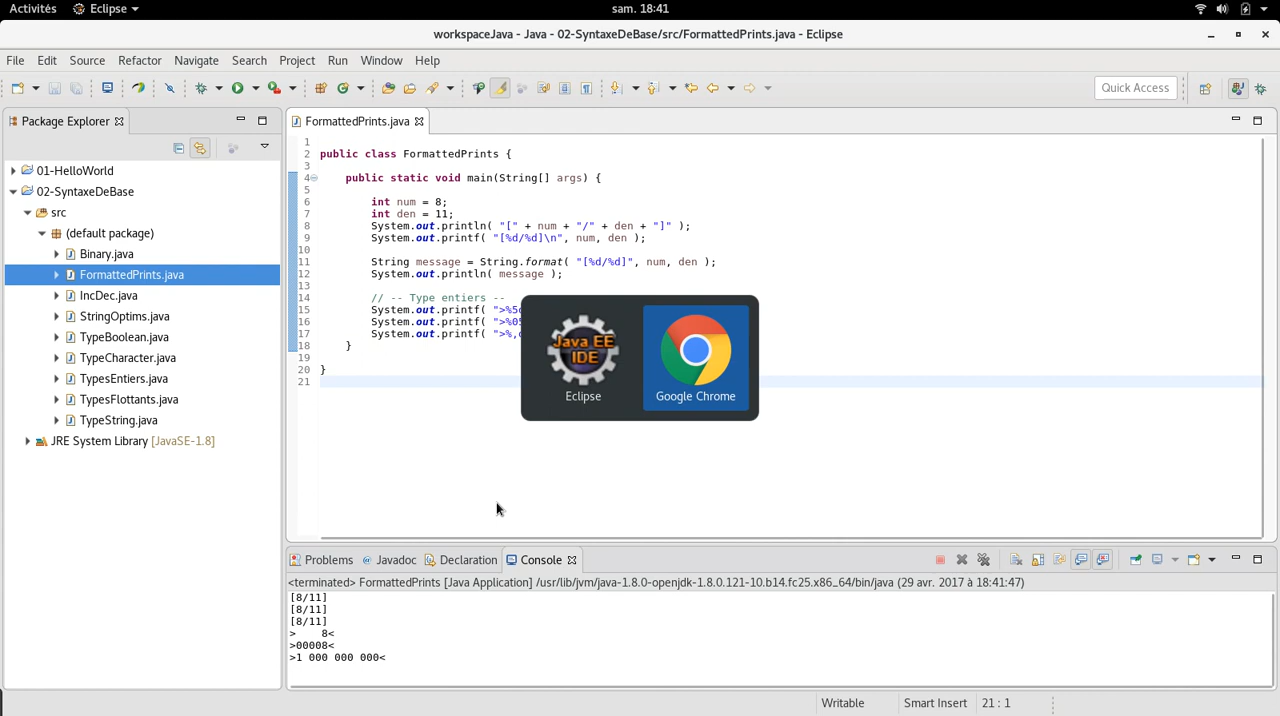 Activités Eclipse sam. 18:41
workspaceJava - Java - 02-SyntaxeDeBase/src/FormattedPrints.java - Eclipse
File Edit Source Refactor Navigate Search Project Run Window Help
Quick Access
Package Explorer
01-HelloWorld
02-SyntaxeDeBase
src
(default package)
Binary.java
FormattedPrints.java
IncDec.java
StringOptims.java
TypeBoolean.java
TypeCharacter.java
TypesEntiers.java
TypesFlottants.java
TypeString.java
JRE System Library [JavaSE-1.8]
FormattedPrints.java
1
2 public class FormattedPrints {
3
4 public static void main(String[] args) {
5
6 int num = 8;
7 int den = 11;
8 System.out.println( "[" + num + "/" + den + "]" );
9 System.out.printf( "[%d/%d]\n", num, den );
10
11 String message = String.format( "[%d/%d]", num, den );
12 System.out.println( message );
13
14 // -- Type entiers --
15 System.out.printf( ">%5
16 System.out.printf( ">%05
17 System.out.printf( ">%,
18 }
19
20 }
21
Eclipse Google Chrome
Problems Javadoc Declaration Console
<terminated> FormattedPrints [Java Application] /usr/lib/jvm/java-1.8.0-openjdk-1.8.0.121-10.b14.fc25.x86_64/bin/java (29 avr. 2017 à 18:41:47)
[8/11]
[8/11]
[8/11]
>    8<
>00008<
>1 000 000 000<
Writable Smart Insert 21 : 1